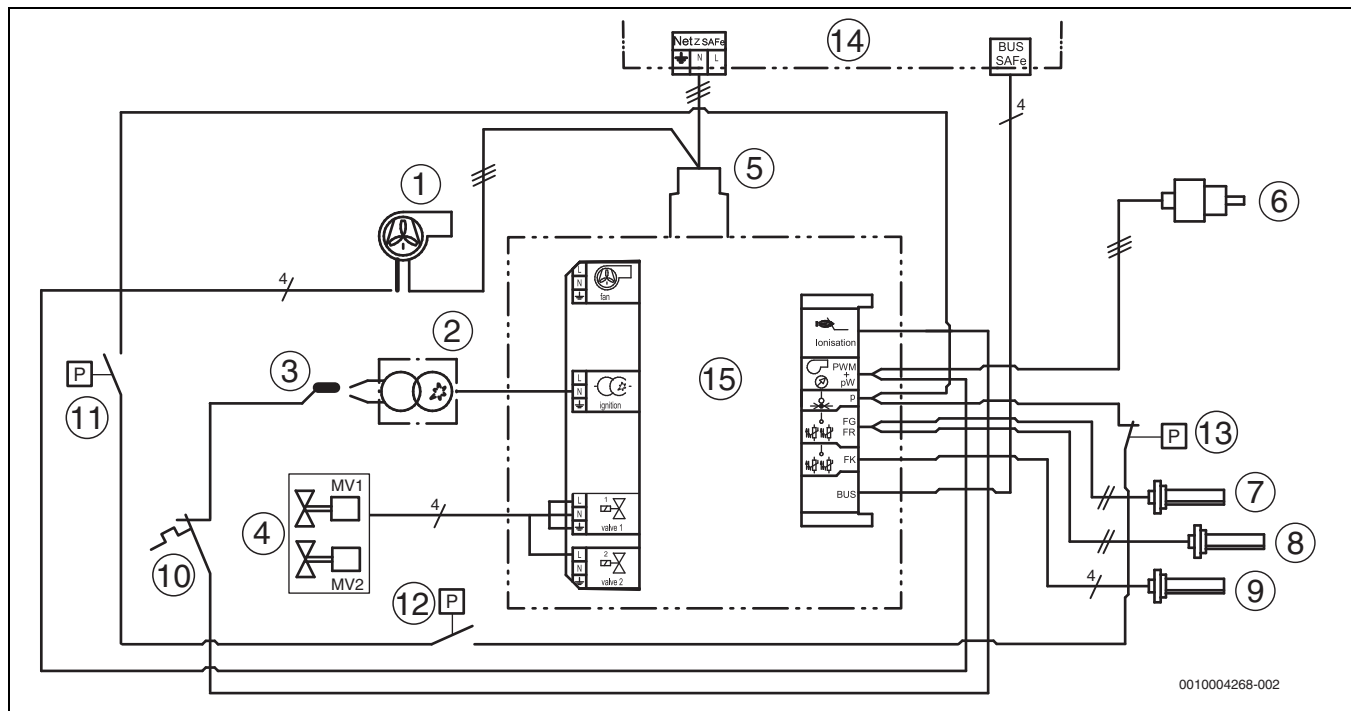 Netz SAFe
N L
14
BUS
SAFe
4
5
1
6
4
2
L
N
fan
3
15
Ionisation
PWM
+
pW
P
11
L
N
ignition
p
FG
FR
13
P
FK
7
MV1
4
4
L
N
1
valve 1
BUS
8
10
MV2
L
N
2
valve 2
4
9
12
P
0010004268-002